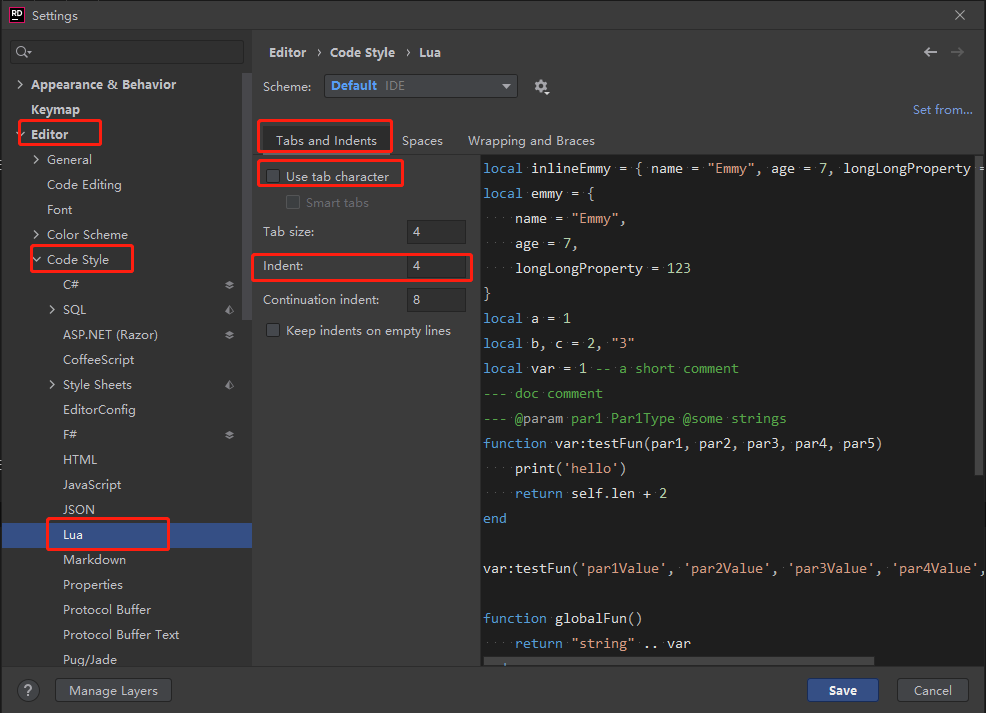 RD Settings
Editor › Code Style › Lua
Scheme: Default IDE
Set from...
Appearance & Behavior
Keymap
Editor
General
Code Editing
Font
Color Scheme
Code Style
C#
SQL
ASP.NET (Razor)
CoffeeScript
Style Sheets
EditorConfig
F#
HTML
JavaScript
JSON
Lua
Markdown
Properties
Protocol Buffer
Protocol Buffer Text
Pug/Jade
Tabs and Indents Spaces Wrapping and Braces
Use tab character
Smart tabs
Tab size: 4
Indent: 4
Continuation indent: 8
Keep indents on empty lines
local inlineEmmy = { name = "Emmy", age = 7, longLongProperty =
local emmy = {
    name = "Emmy",
    age = 7,
    longLongProperty = 123
}
local a = 1
local b, c = 2, "3"
local var = 1 -- a short comment
--- doc comment
--- @param par1 Par1Type @some strings
function var:testFun(par1, par2, par3, par4, par5)
    print('hello')
    return self.len + 2
end
var:testFun('par1Value', 'par2Value', 'par3Value', 'par4Value',
function globalFun()
    return "string" .. var
? Manage Layers Save Cancel